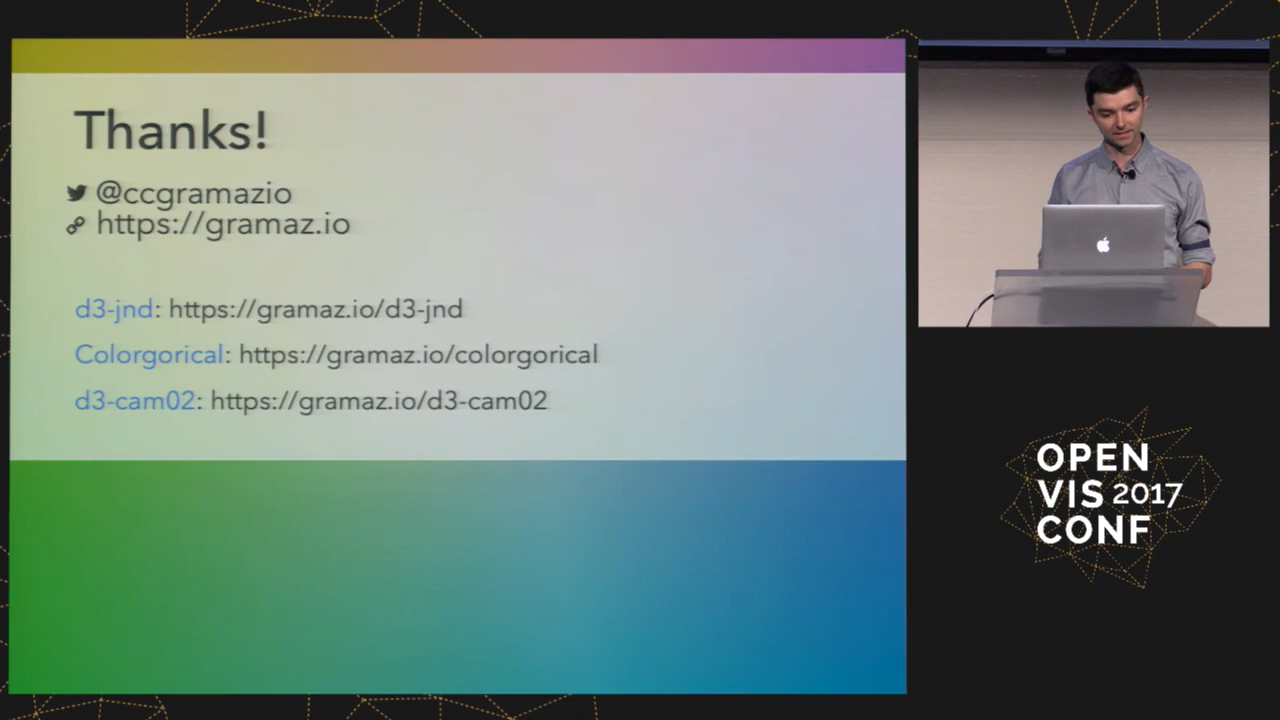 Thanks!
@ccgramazio
https://gramaz.io
d3-jnd: https://gramaz.io/d3-jnd
Colorgorical: https://gramaz.io/colorgorical
d3-cam02: https://gramaz.io/d3-cam02
OPEN
VIS 2017
CONF